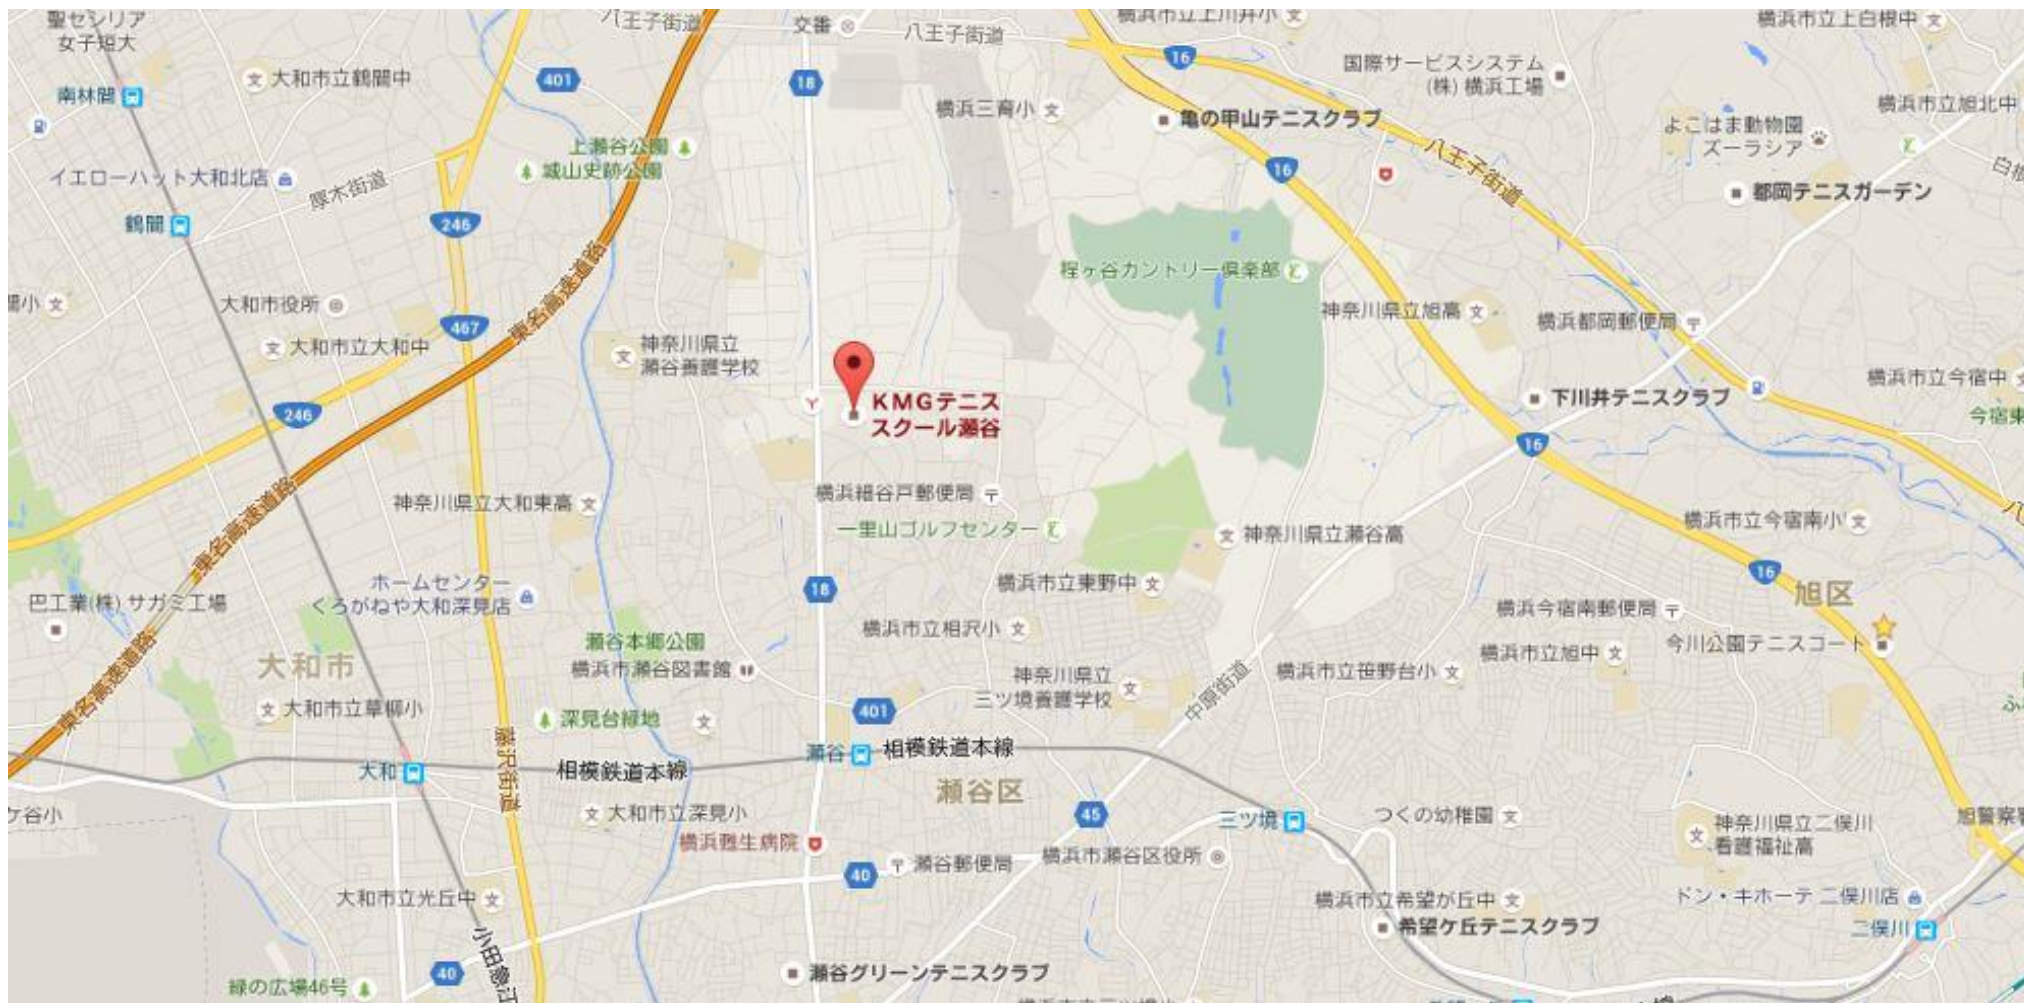 聖セシリア
女子短大
八王子街道
交番
八王子街道
横浜市立上川井小
横浜市立上白根中
大和市立鶴間中
401
18
16
国際サービスシステム
(株) 横浜工場
南林間
横浜三育小
亀の甲山テニスクラブ
横浜市立旭北中
よこはま動物園
ズーラシア
上瀬谷公園
城山史跡公園
イエローハット大和北店
厚木街道
16
八王子街道
都岡テニスガーデン
鶴間
246
東名高速道路
程ヶ谷カントリー倶楽部
大和市役所
467
大和市立大和中
神奈川県立
瀬谷養護学校
神奈川県立旭高
横浜都岡郵便局
246
KMGテニス
スクール瀬谷
下川井テニスクラブ
横浜市立今宿中
今宿東
16
神奈川県立大和東高
横浜細谷戸郵便局
一里山ゴルフセンター
神奈川県立瀬谷高
横浜市立今宿南小
東名高速道路
ホームセンター
くろがねや大和深見店
18
横浜市立東野中
16
旭区
巴工業(株) サガミ工場
横浜今宿南郵便局
瀬谷本郷公園
横浜市瀬谷図書館
横浜市立相沢小
今川公園テニスコート
横浜市立旭中
大和市
東名高速道路
神奈川県立
三ツ境養護学校
横浜市立笹野台小
中原街道
大和市立草柳小
深見台緑地
401
藤沢街道
瀬谷
相模鉄道本線
大和
相模鉄道本線
瀬谷区
大和市立深見小
45
三ツ境
つくの幼稚園
神奈川県立二俣川
看護福祉高
旭警察署
横浜甦生病院
40
瀬谷郵便局
横浜市瀬谷区役所
大和市立光丘中
横浜市立希望が丘中
希望ケ丘テニスクラブ
ドン・キホーテ 二俣川店
二俣川
小田急江
40
瀬谷グリーンテニスクラブ
緑の広場46号